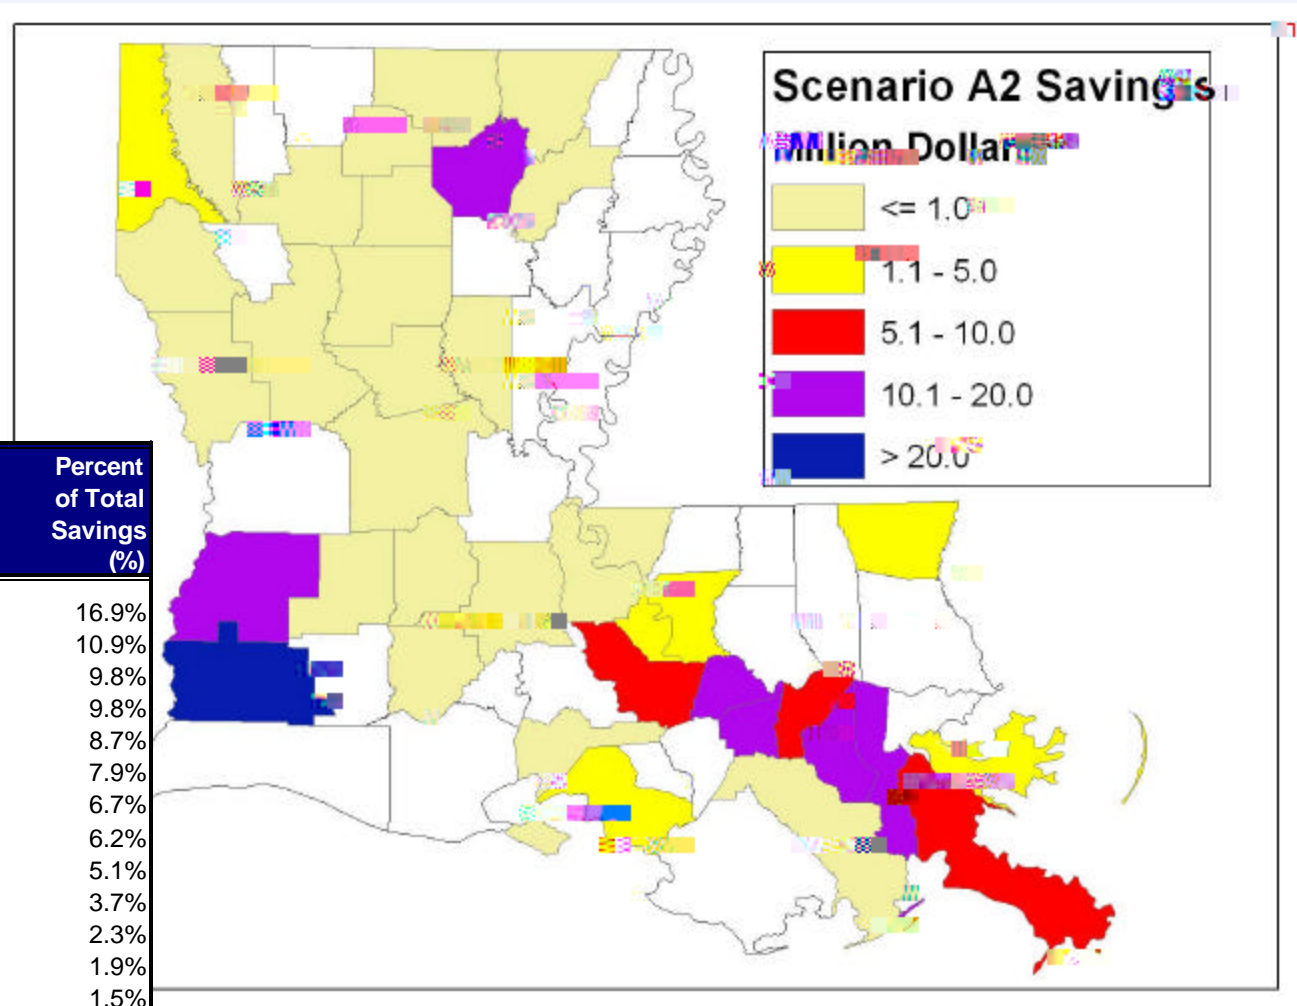 Scenario A2 Savings
Million Dollars
<= 1.0
1.1 - 5.0
5.1 - 10.0
10.1 - 20.0
> 20.0
Percent
of Total
Savings
(%)
16.9%
10.9%
9.8%
9.8%
8.7%
7.9%
6.7%
6.2%
5.1%
3.7%
2.3%
1.9%
1.5%